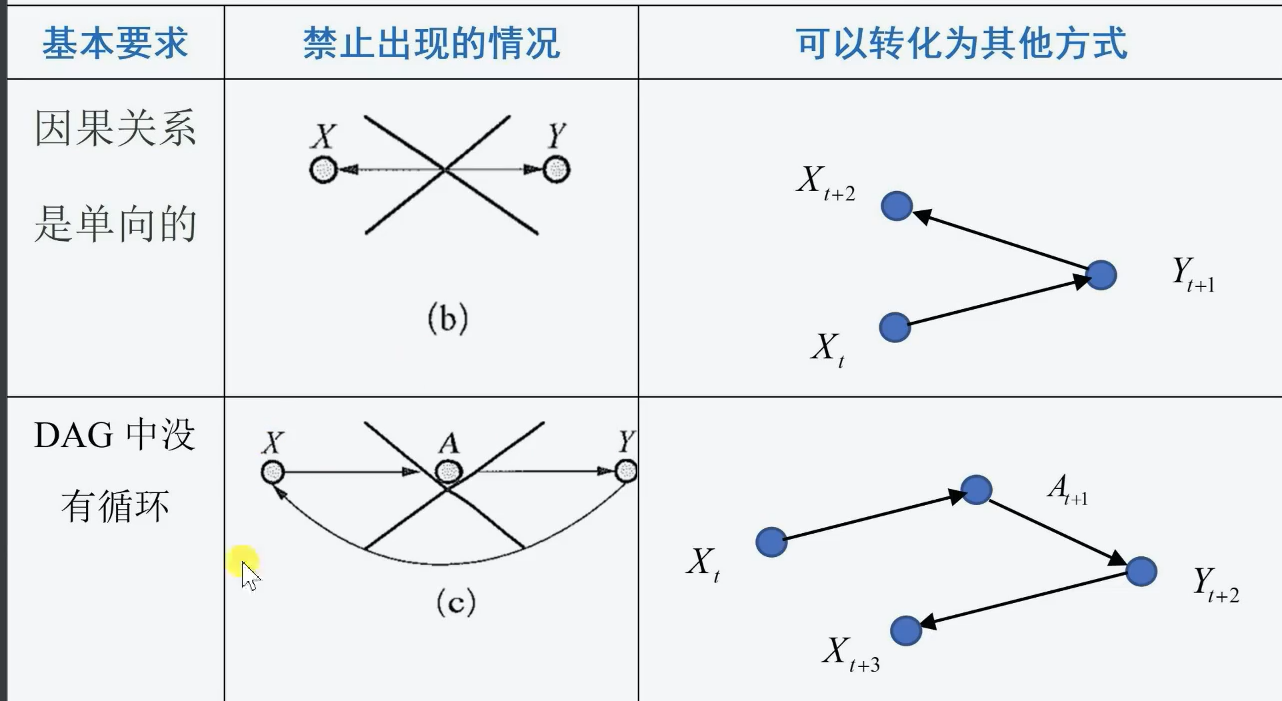 基本要求
禁止出现的情况
可以转化为其他方式
因果关系
是单向的
X
Y
(b)
X_{t+2}
Y_{t+1}
X_t
DAG 中没
有循环
X
A
Y
(c)
A_{t+1}
X_t
Y_{t+2}
X_{t+3}